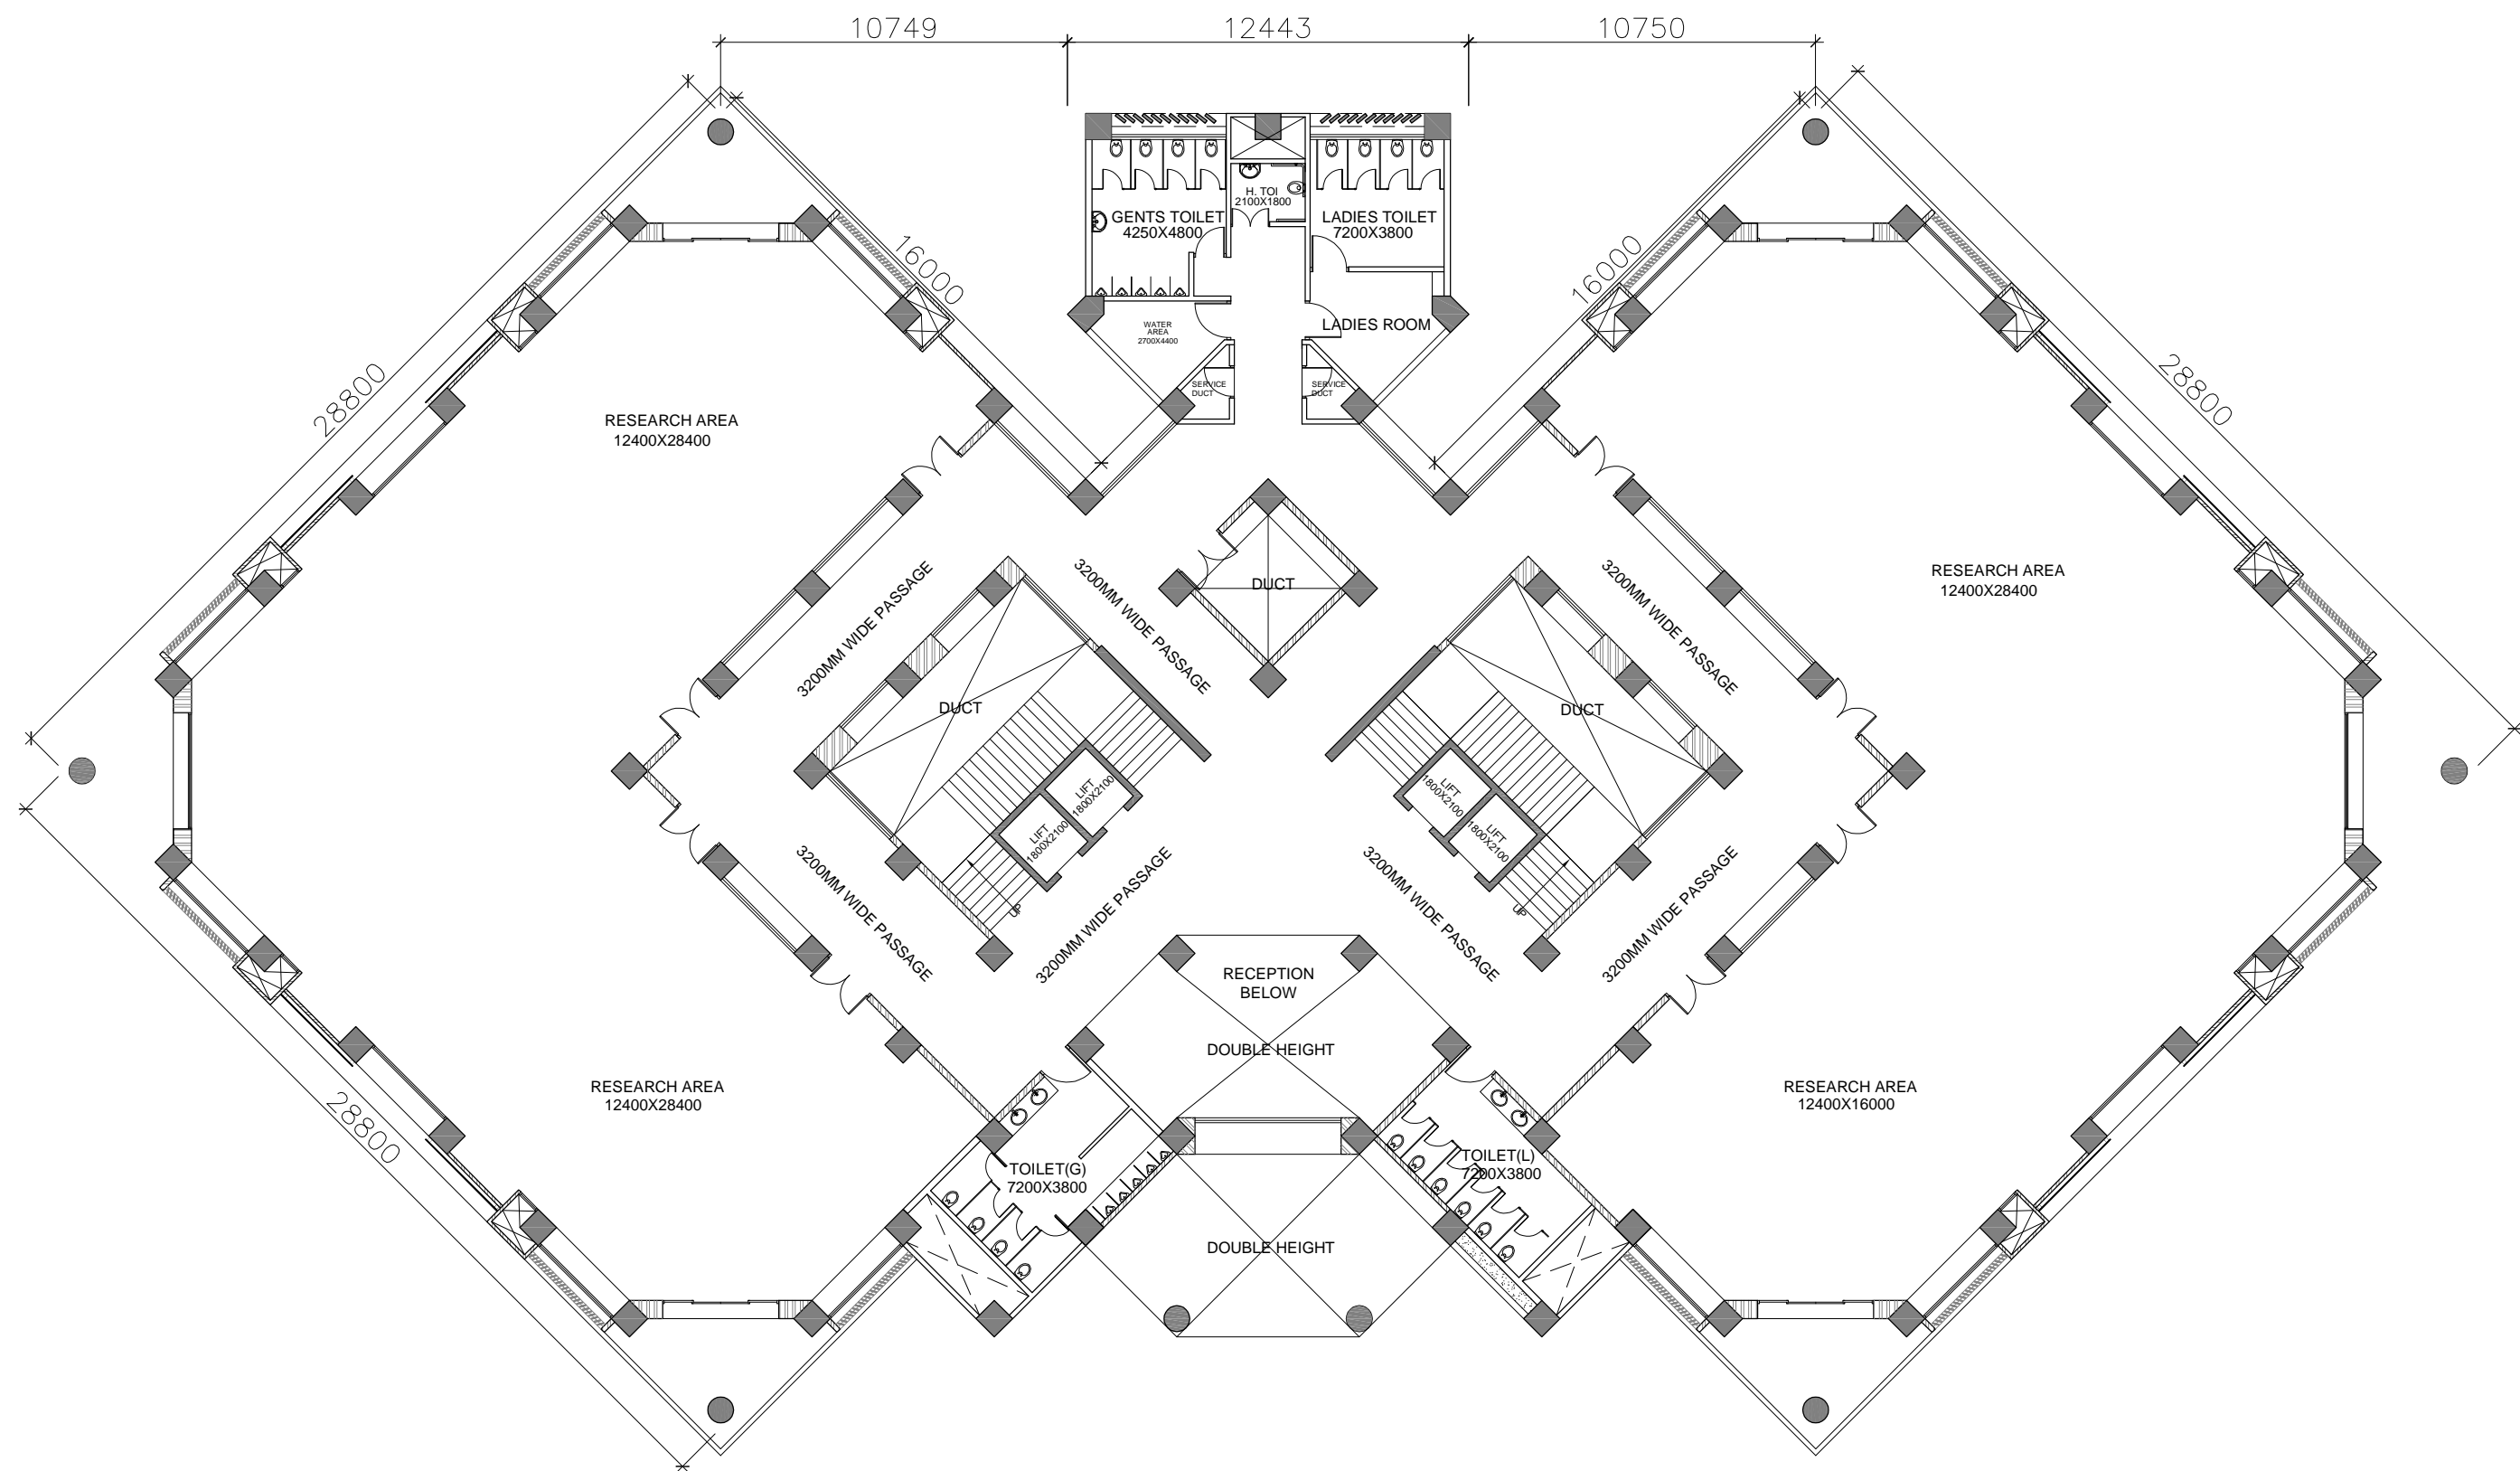 10749
12443
10750
16000
16000
28800
28800
28800
H. TOI
2100X1800
GENTS TOILET
4250X4800
LADIES TOILET
7200X3800
WATER
AREA
2700X4400
LADIES ROOM
SERVICE
DUCT
SERVICE
DUCT
RESEARCH AREA
12400X28400
RESEARCH AREA
12400X28400
3200MM WIDE PASSAGE
3200MM WIDE PASSAGE
DUCT
3200MM WIDE PASSAGE
DUCT
DUCT
LIFT
1800X2100
LIFT
1800X2100
LIFT
1800X2100
LIFT
1800X2100
UP
UP
3200MM WIDE PASSAGE
3200MM WIDE PASSAGE
3200MM WIDE PASSAGE
3200MM WIDE PASSAGE
RECEPTION
BELOW
DOUBLE HEIGHT
RESEARCH AREA
12400X28400
RESEARCH AREA
12400X16000
TOILET(G)
7200X3800
TOILET(L)
7200X3800
DOUBLE HEIGHT